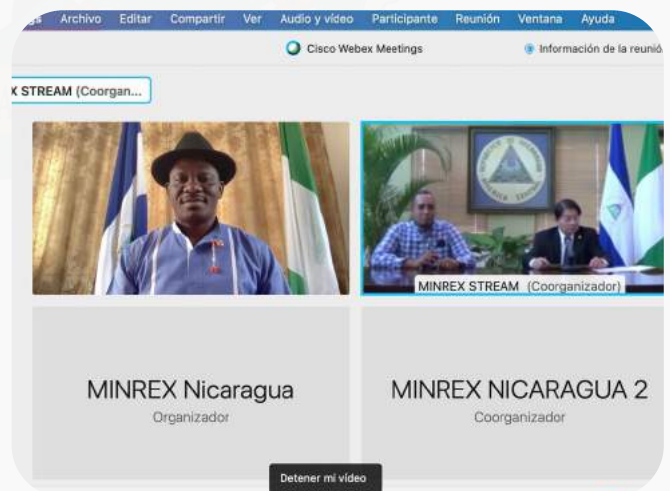 Archivo Editar Compartir Ver Audio y vídeo Participante Reunión Ventana Ayuda
Cisco Webex Meetings
Información de la reunió
X STREAM (Coorgan...
MINREX STREAM (Coorganizador)
MINREX Nicaragua
Organizador
MINREX NICARAGUA 2
Coorganizador
Detener mi vídeo